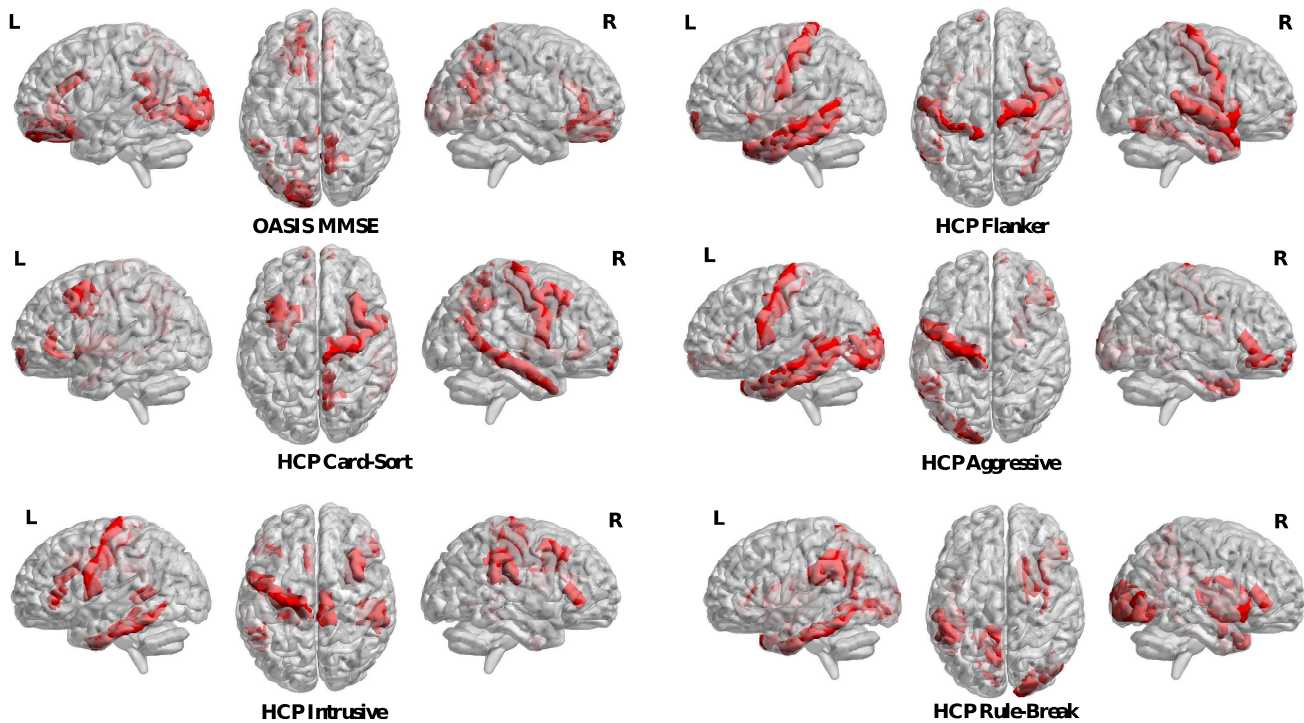 L R L R
OASIS MMSE HCP Flanker
L R L R
HCP Card-Sort HCP Aggressive
L R L R
HCP Intrusive HCP Rule-Break